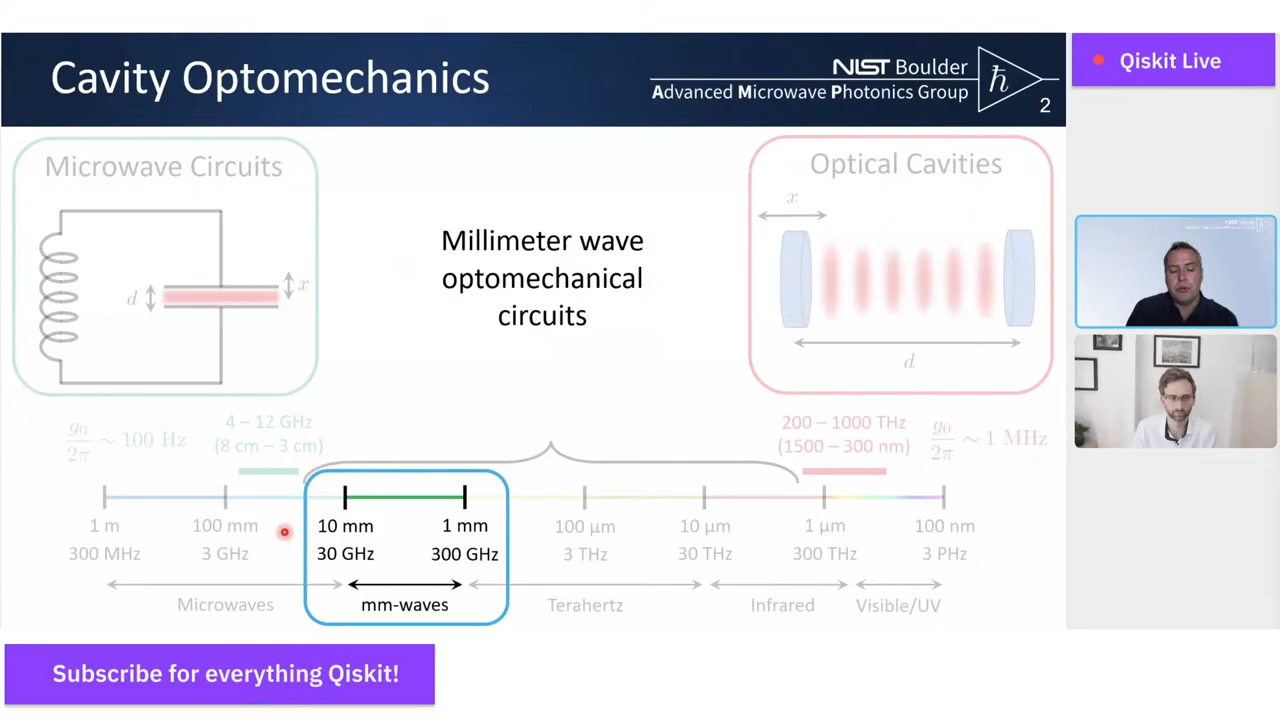 Cavity Optomechanics
NIST Boulder
Advanced Microwave Photonics Group
ħ
2
Qiskit Live
Microwave Circuits
d
x
Millimeter wave
optomechanical
circuits
Optical Cavities
x
d
g₀/2π ~ 100 Hz
4 – 12 GHz
(8 cm – 3 cm)
200 – 1000 THz
(1500 – 300 nm)
g₀/2π ~ 1 MHz
1 m 100 mm 10 mm 1 mm 100 µm 10 µm 1 µm 100 nm
300 MHz 3 GHz 30 GHz 300 GHz 3 THz 30 THz 300 THz 3 PHz
Microwaves mm-waves Terahertz Infrared Visible/UV
Subscribe for everything Qiskit!